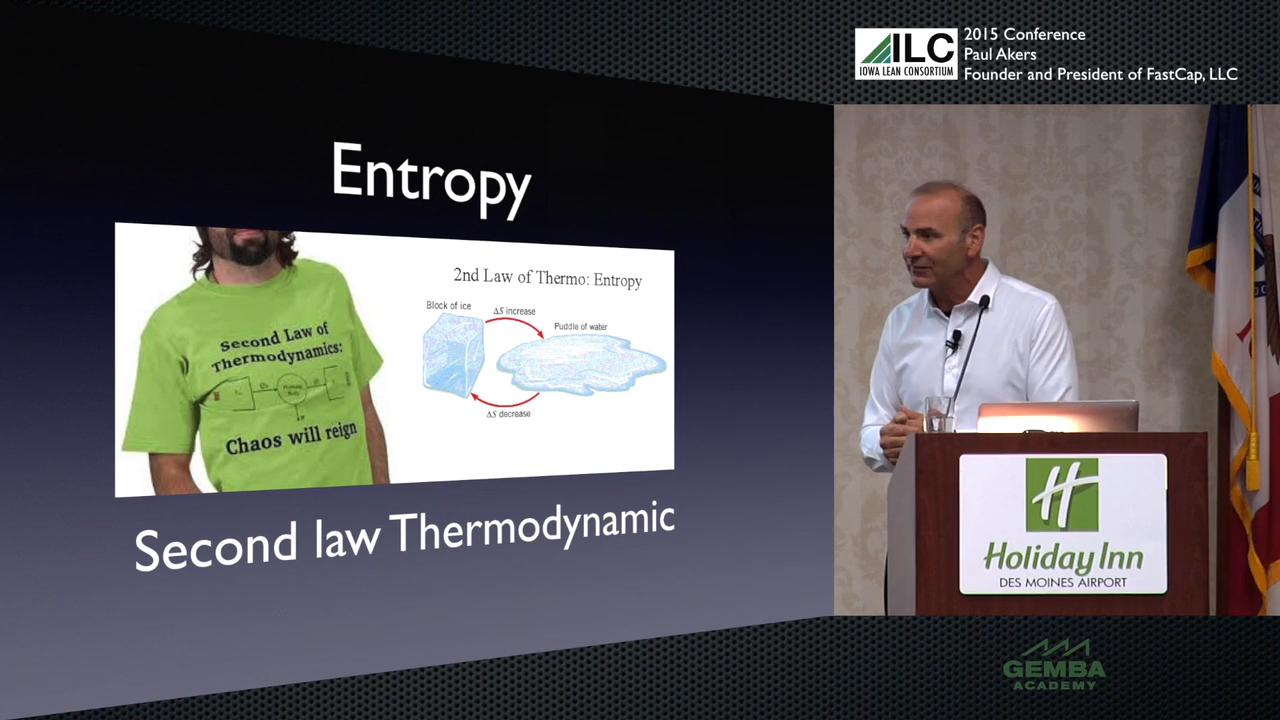 ILC
IOWA LEAN CONSORTIUM
2015 Conference
Paul Akers
Founder and President of FastCap, LLC
Entropy
Second Law of
Thermodynamics:
Chaos will reign
2nd Law of Thermo: Entropy
Block of ice
ΔS increase
Puddle of water
ΔS decrease
Second law Thermodynamic
H
Holiday Inn
DES MOINES AIRPORT
GEMBA
ACADEMY